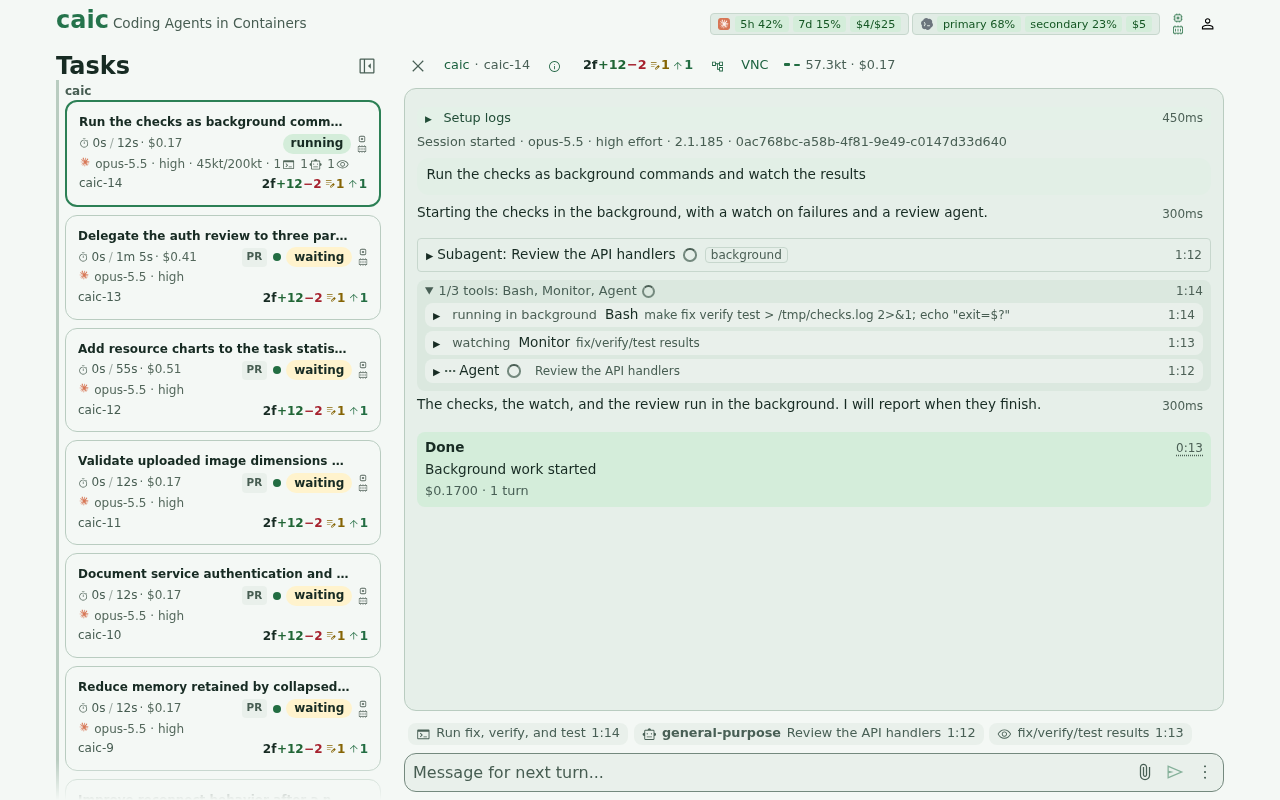 caic Coding Agents in Containers
5h 42% 7d 15% $4/$25 primary 68% secondary 23% $5
Tasks
caic · caic-14 2f+12−2 1 ↑1 VNC 57.3kt · $0.17
caic
Run the checks as background comm…
0s / 12s · $0.17 running
opus-5.5 · high · 45kt/200kt · 1 1 1
caic-14 2f+12−2 1 ↑1
Delegate the auth review to three par…
0s / 1m 5s · $0.41 PR waiting
opus-5.5 · high
caic-13 2f+12−2 1 ↑1
Add resource charts to the task statis…
0s / 55s · $0.51 PR waiting
opus-5.5 · high
caic-12 2f+12−2 1 ↑1
Validate uploaded image dimensions …
0s / 12s · $0.17 PR waiting
opus-5.5 · high
caic-11 2f+12−2 1 ↑1
Document service authentication and …
0s / 12s · $0.17 PR waiting
opus-5.5 · high
caic-10 2f+12−2 1 ↑1
Reduce memory retained by collapsed…
0s / 12s · $0.17 PR waiting
opus-5.5 · high
caic-9 2f+12−2 1 ↑1
▶ Setup logs 450ms
Session started · opus-5.5 · high effort · 2.1.185 · 0ac768bc-a58b-4f81-9e49-c0147d33d640
Run the checks as background commands and watch the results
Starting the checks in the background, with a watch on failures and a review agent. 300ms
▶ Subagent: Review the API handlers background 1:12
▼ 1/3 tools: Bash, Monitor, Agent 1:14
▶ running in background Bash make fix verify test > /tmp/checks.log 2>&1; echo "exit=$?" 1:14
▶ watching Monitor fix/verify/test results 1:13
▶ ··· Agent Review the API handlers 1:12
The checks, the watch, and the review run in the background. I will report when they finish. 300ms
Done 0:13
Background work started
$0.1700 · 1 turn
Run fix, verify, and test 1:14 general-purpose Review the API handlers 1:12 fix/verify/test results 1:13
Message for next turn...